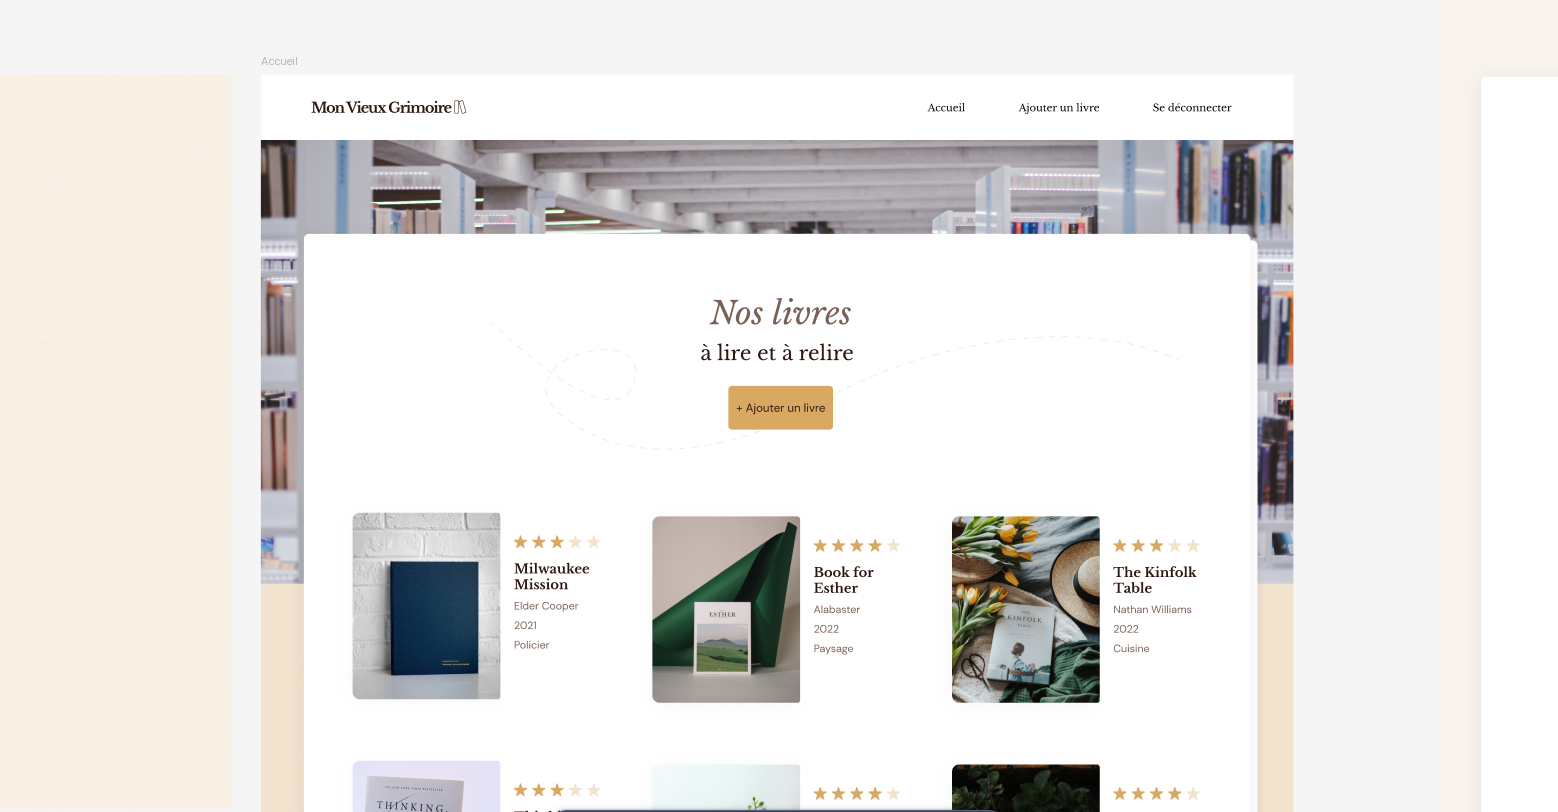 Accueil
Mon Vieux Grimoire
Accueil
Ajouter un livre
Se déconnecter
Nos livres
à lire et à relire
+ Ajouter un livre
Milwaukee
Mission
Elder Cooper
2021
Policier
ESTHER
Book for
Esther
Alabaster
2022
Paysage
THE
KINFOLK
TABLE
The Kinfolk
Table
Nathan Williams
2022
Cuisine
THINKING,